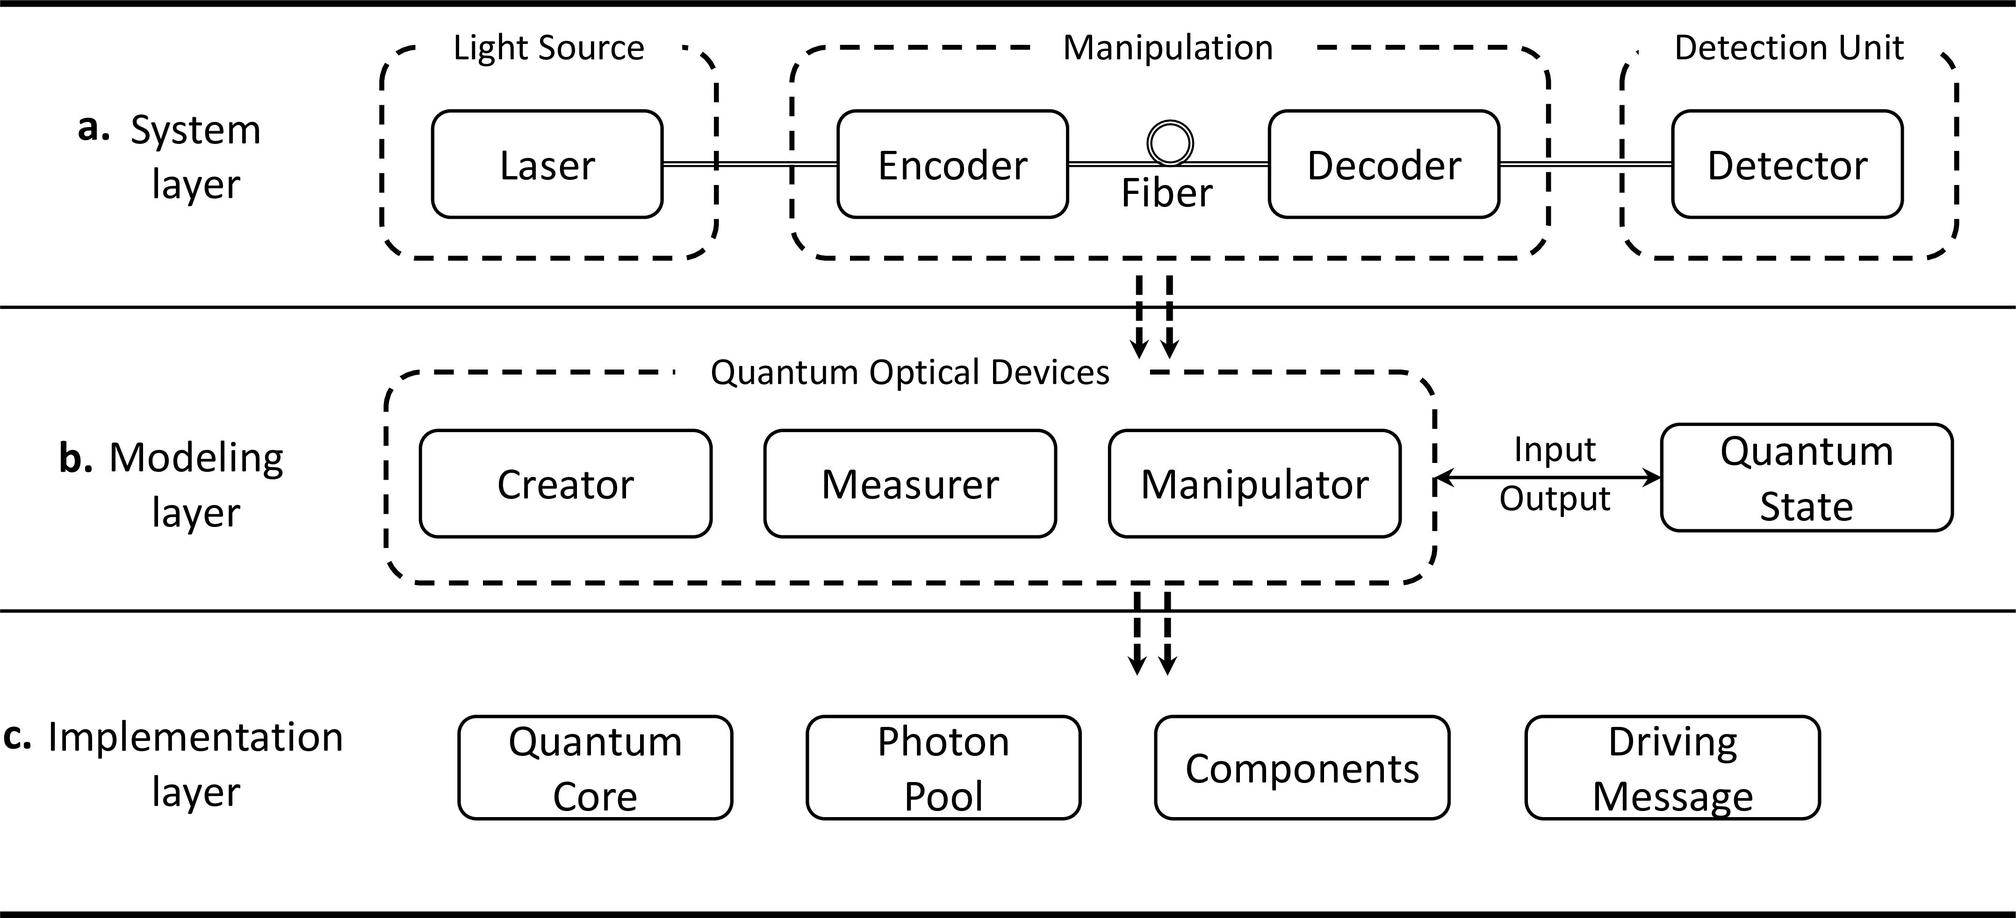 Light Source
Manipulation
Detection Unit
a. System
layer
Laser
Encoder
Fiber
Decoder
Detector
Quantum Optical Devices
b. Modeling
layer
Creator
Measurer
Manipulator
Input
Output
Quantum
State
c. Implementation
layer
Quantum
Core
Photon
Pool
Components
Driving
Message